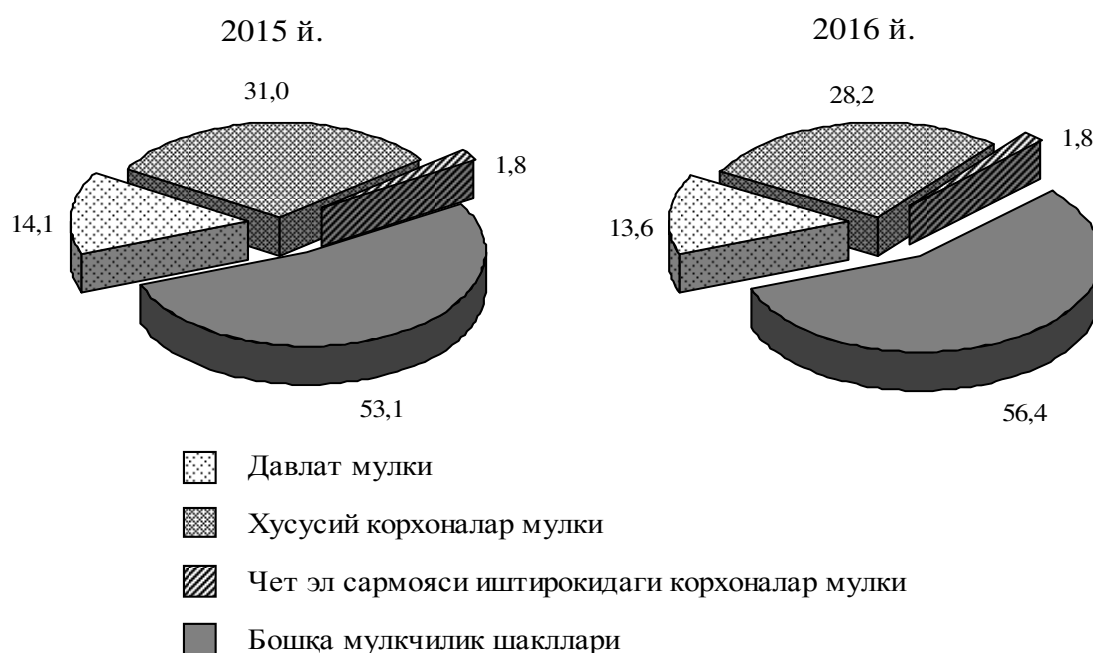 2015 й.
2016 й.
31,0
28,2
1,8
1,8
14,1
13,6
53,1
56,4
Давлат мулки
Хусусий корхоналар мулки
Чет эл сармояси иштирокидаги корхоналар мулки
Бошқа мулкчилик шакллари